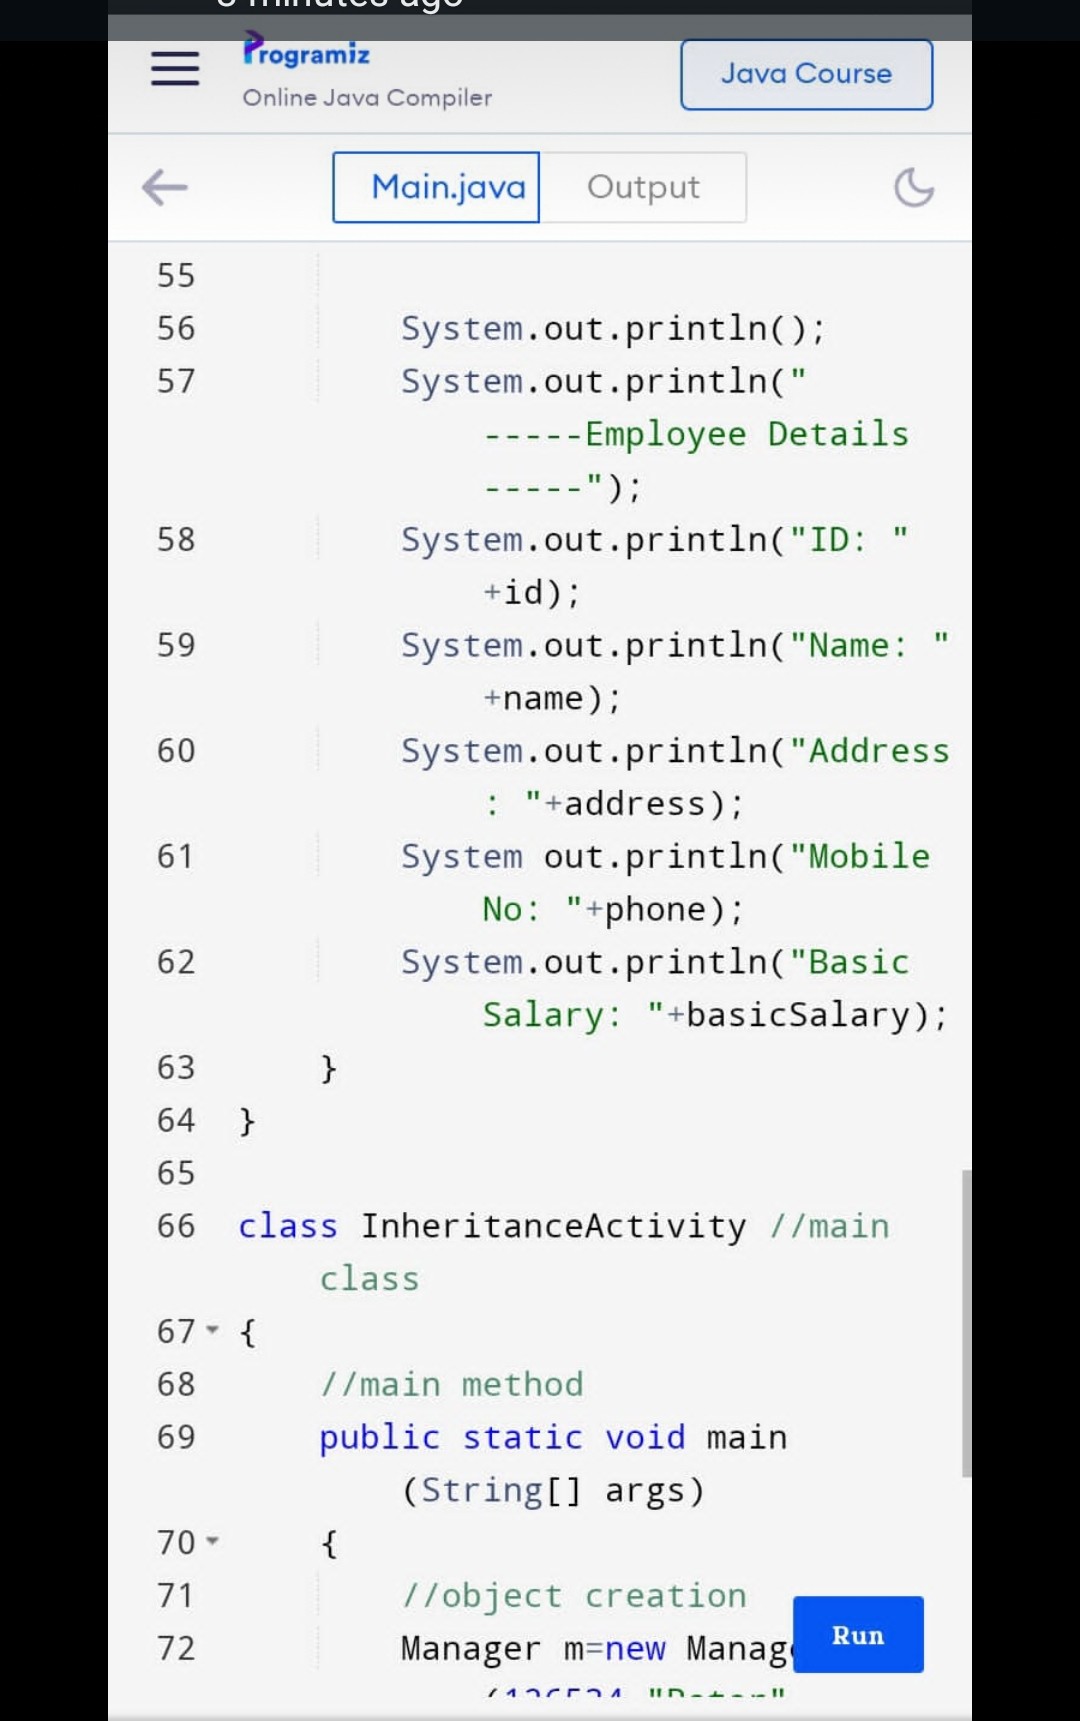 Programiz
Online Java Compiler
Java Course
Main.java
Output
55
56 System.out.println();
57 System.out.println("
-----Employee Details
-----");
58 System.out.println("ID: "
+id);
59 System.out.println("Name: "
+name);
60 System.out.println("Address
: "+address);
61 System out.println("Mobile
No: "+phone);
62 System.out.println("Basic
Salary: "+basicSalary);
63 }
64 }
65
66 class InheritanceActivity //main
class
67 {
68 //main method
69 public static void main
(String[] args)
70 {
71 //object creation
72 Manager m=new Manag
Run